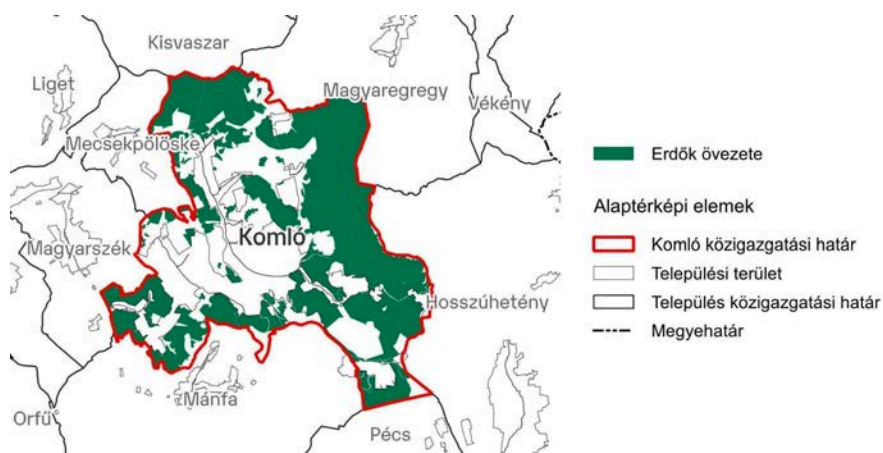 Kisvaszar
Liget
Magyaregregy
Vékény
Mecsekpölöske
Magyarszék
Komló
Hosszúhetény
Mánfa
Orfű
Pécs
Erdők övezete
Alaptérképi elemek
Komló közigazgatási határ
Települési terület
Település közigazgatási határ
Megyehatár